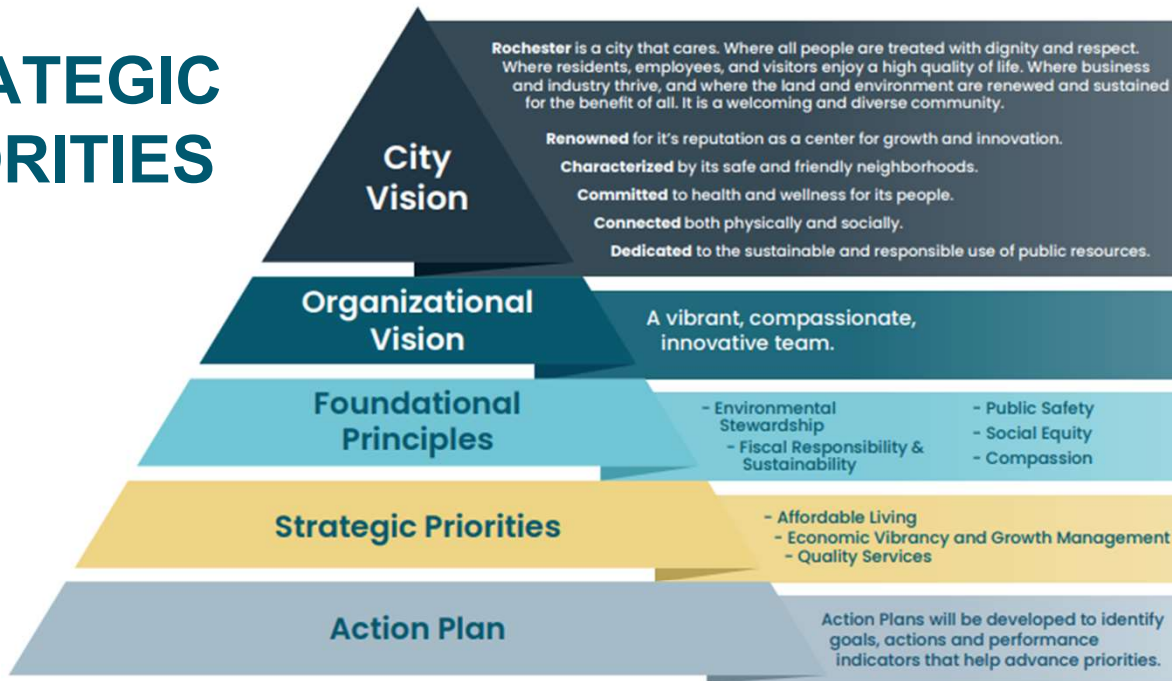 ATEGIC
ORITIES
City
Vision
Rochester is a city that cares. Where all people are treated with dignity and respect.
Where residents, employees, and visitors enjoy a high quality of life. Where business
and industry thrive, and where the land and environment are renewed and sustained
for the benefit of all. It is a welcoming and diverse community.
Renowned for it's reputation as a center for growth and innovation.
Characterized by its safe and friendly neighborhoods.
Committed to health and wellness for its people.
Connected both physically and socially.
Dedicated to the sustainable and responsible use of public resources.
Organizational
Vision
A vibrant, compassionate,
innovative team.
Foundational
Principles
- Environmental
Stewardship
- Fiscal Responsibility &
Sustainability
- Public Safety
- Social Equity
- Compassion
Strategic Priorities
- Affordable Living
- Economic Vibrancy and Growth Management
- Quality Services
Action Plan
Action Plans will be developed to identify
goals, actions and performance
indicators that help advance priorities.